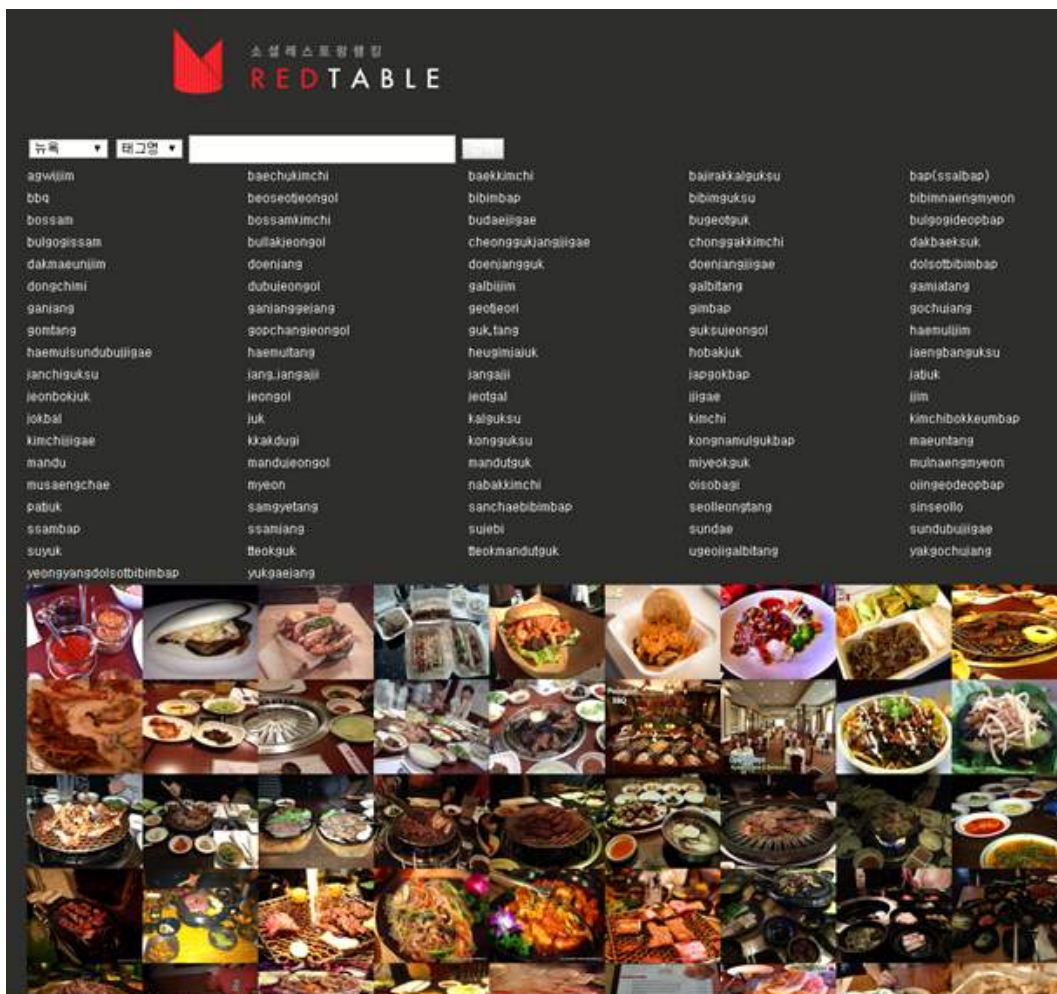 소셜레스토랑랭킹
REDTABLE
뉴욕 태그명
agwijjim baechukimchi baekkimchi bajirakkalguksu bap(ssalbap)
bbq beoseotjeongol bibimbap bibimguksu bibimnaengmyeon
bossam bossamkimchi budaejjigae bugeotguk bulgogideopbap
bulgogissam bullakjeongol cheonggukjangjjigae chonggakkimchi dakbaeksuk
dakmaeunjjim doenjang doenjangguk doenjangjjigae dolsotbibimbap
dongchimi dubujeongol galbijjim galbitang gamjatang
ganjang ganjanggejang geotjeori gimbap gochujang
gomtang gopchangjeongol guk,tang guksujeongol haemuljjim
haemulsundubujjigae haemultang heugimjajuk hobakjuk jaengbanguksu
janchiguksu jang,jangajji jangajji japgokbap jatjuk
jeonbokjuk jeongol jeotgal jjigae jjim
jokbal juk kalguksu kimchi kimchibokkeumbap
kimchijjigae kkakdugi kongguksu kongnamulgukbap maeuntang
mandu mandujeongol mandutguk miyeokguk mulnaengmyeon
musaengchae myeon nabakkimchi oisobagi ojingeodeopbap
patjuk samgyetang sanchaebibimbap seolleongtang sinseollo
ssambap ssamjang sujebi sundae sundubujjigae
suyuk tteokguk tteokmandutguk ugeojigalbitang yakgochujang
yeongyangdolsotbibimbap yukgaejang
BBQ